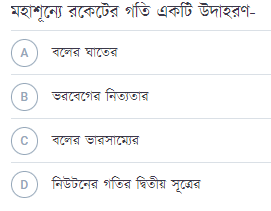 মহাশূন্যে রকেটের গতি একটি উদাহরণ-
A বলের ঘাতের
B ভরবেগের নিত্যতার
C বলের ভারসাম্যের
D নিউটনের গতির দ্বিতীয় সূত্রের